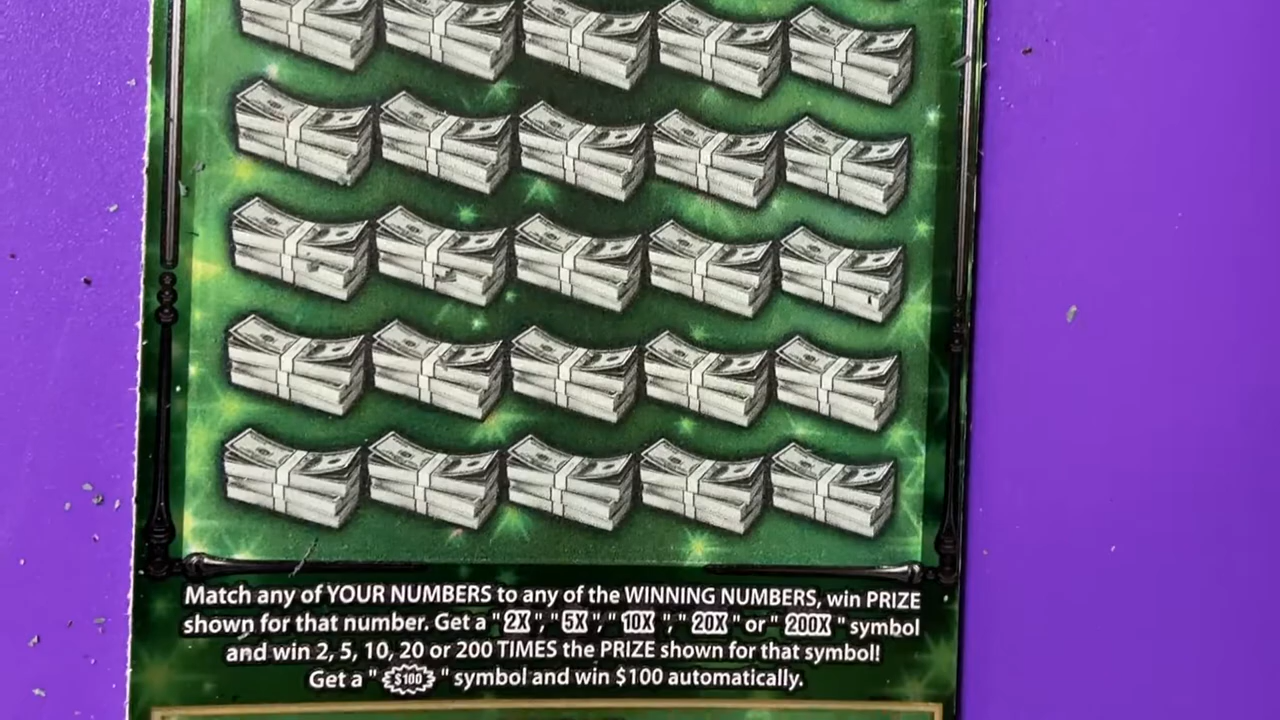 Match any of YOUR NUMBERS to any of the WINNING NUMBERS, win PRIZE
shown for that number. Get a "2X", "5X", "10X", "20X" or "200X" symbol
and win 2, 5, 10, 20 or 200 TIMES the PRIZE shown for that symbol!
Get a "$100" symbol and win $100 automatically.